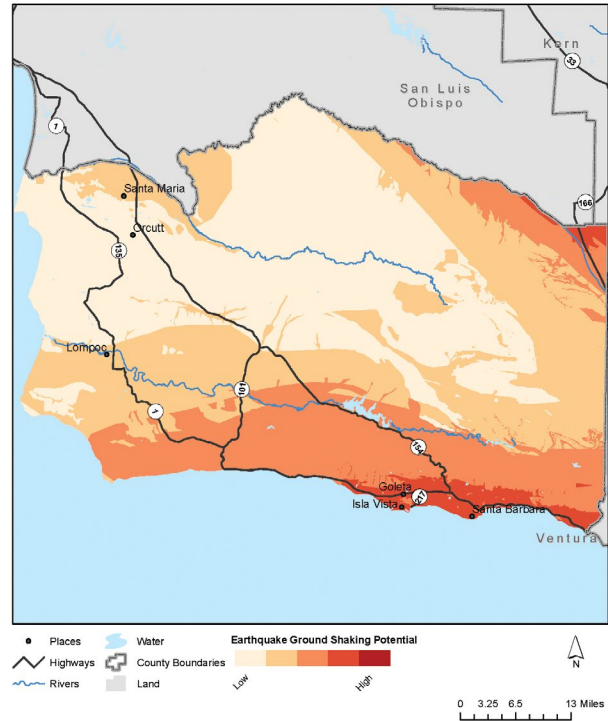 Kern
33
San Luis
Obispo
1
Santa Maria
166
Orcutt
135
Lompoc
101
1
154
Goleta
217
Isla Vista
Santa Barbara
Ventura
Places
Water
Earthquake Ground Shaking Potential
Highways
County Boundaries
N
Rivers
Land
Low
High
0 3.25 6.5 13 Miles